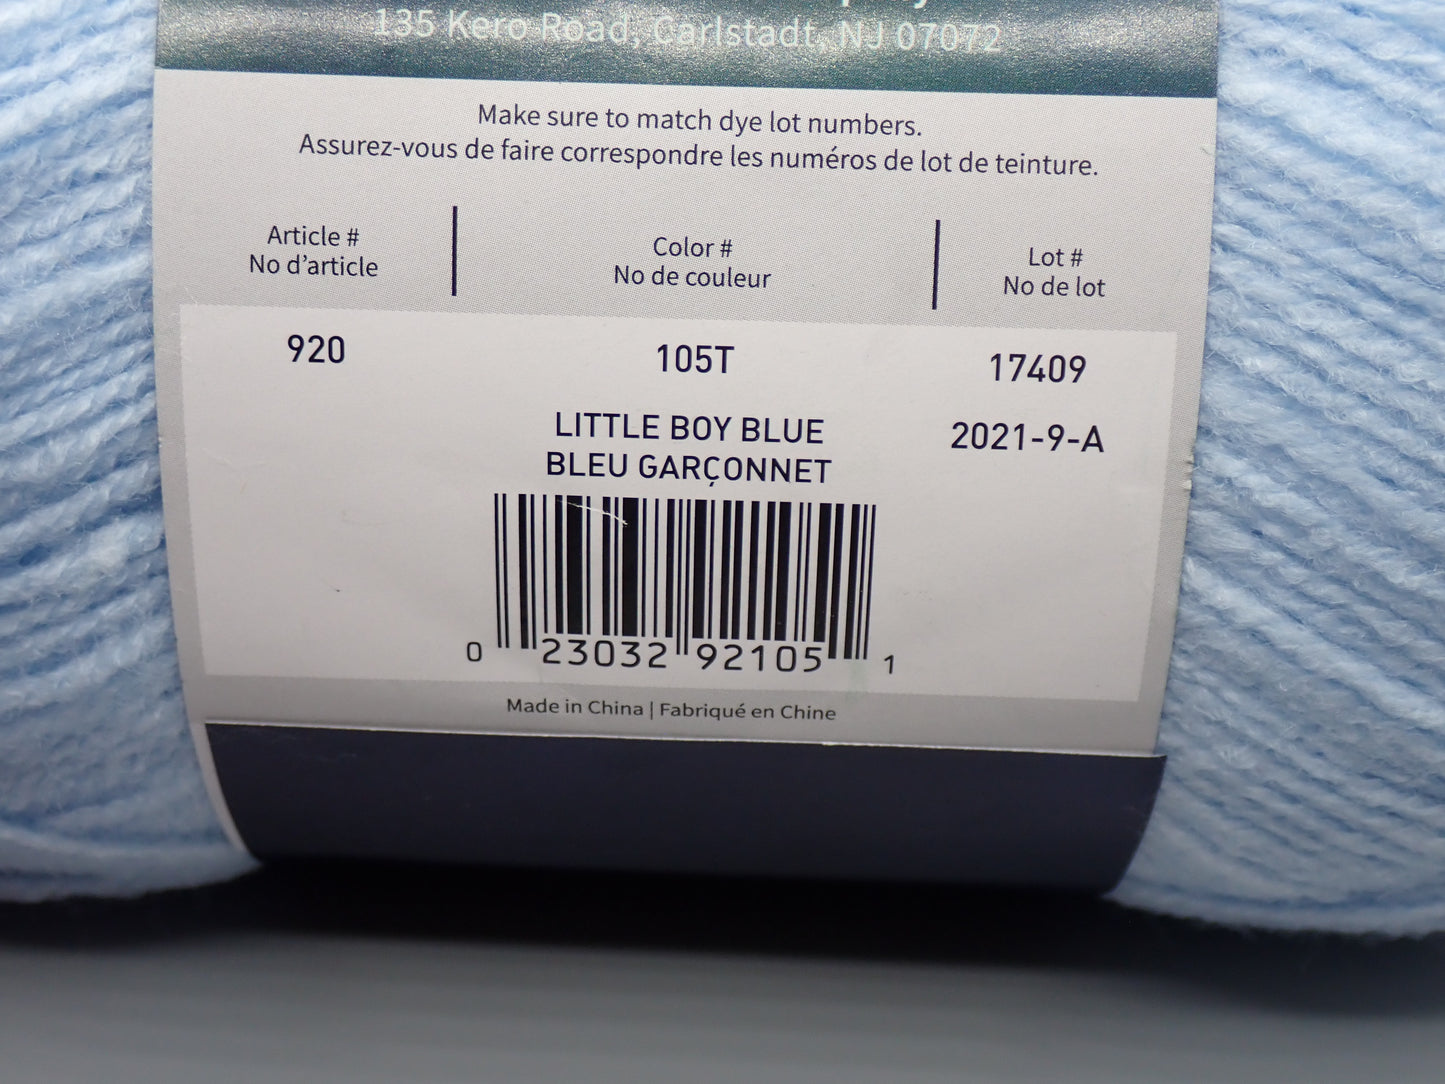 135 Kero Road, Carlstadt, NJ 07072
Make sure to match dye lot numbers.
Assurez-vous de faire correspondre les numéros de lot de teinture.
Article #
No d'article
Color #
No de couleur
Lot #
No de lot
920
105T
17409
LITTLE BOY BLUE
BLEU GARÇONNET
2021-9-A
0 23032 92105 1
Made in China | Fabriqué en Chine